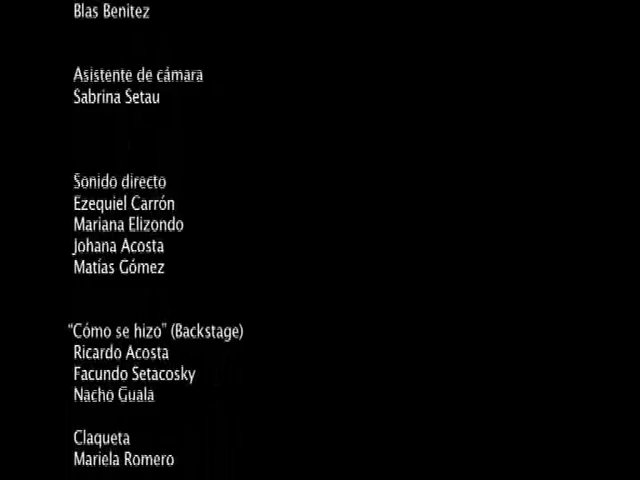 Blas Benitez
Asistente de cámara
Sabrina Setau
Sonido directo
Ezequiel Carrón
Mariana Elizondo
Johana Acosta
Matías Gómez
“Cómo se hizo” (Backstage)
Ricardo Acosta
Facundo Setacosky
Nacho Guala
Claqueta
Mariela Romero